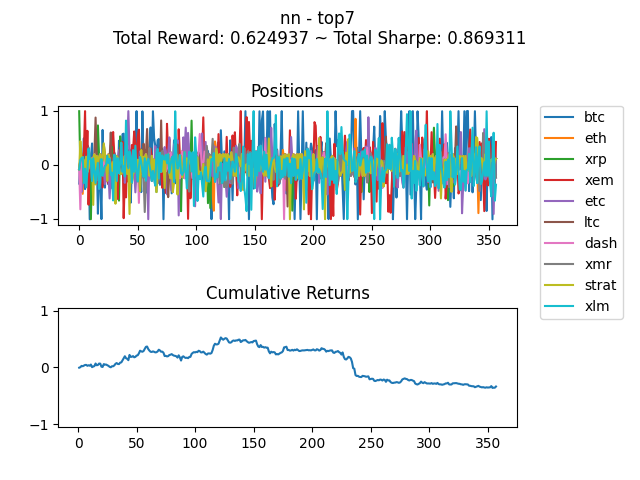 nn - top7
Total Reward: 0.624937 ~ Total Sharpe: 0.869311
Positions
1
0
−1
0 50 100 150 200 250 300 350
btc
eth
xrp
xem
etc
ltc
dash
xmr
strat
xlm
Cumulative Returns
1
0
−1
0 50 100 150 200 250 300 350